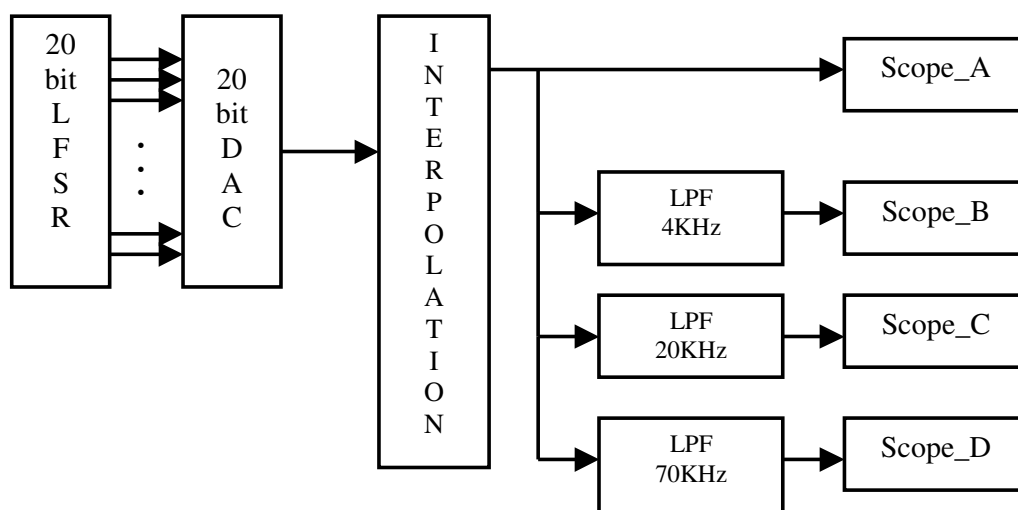 20
bit
L
F
S
R
20
bit
D
A
C
I
N
T
E
R
P
O
L
A
T
I
O
N
Scope_A
LPF
4KHz
Scope_B
LPF
20KHz
Scope_C
LPF
70KHz
Scope_D